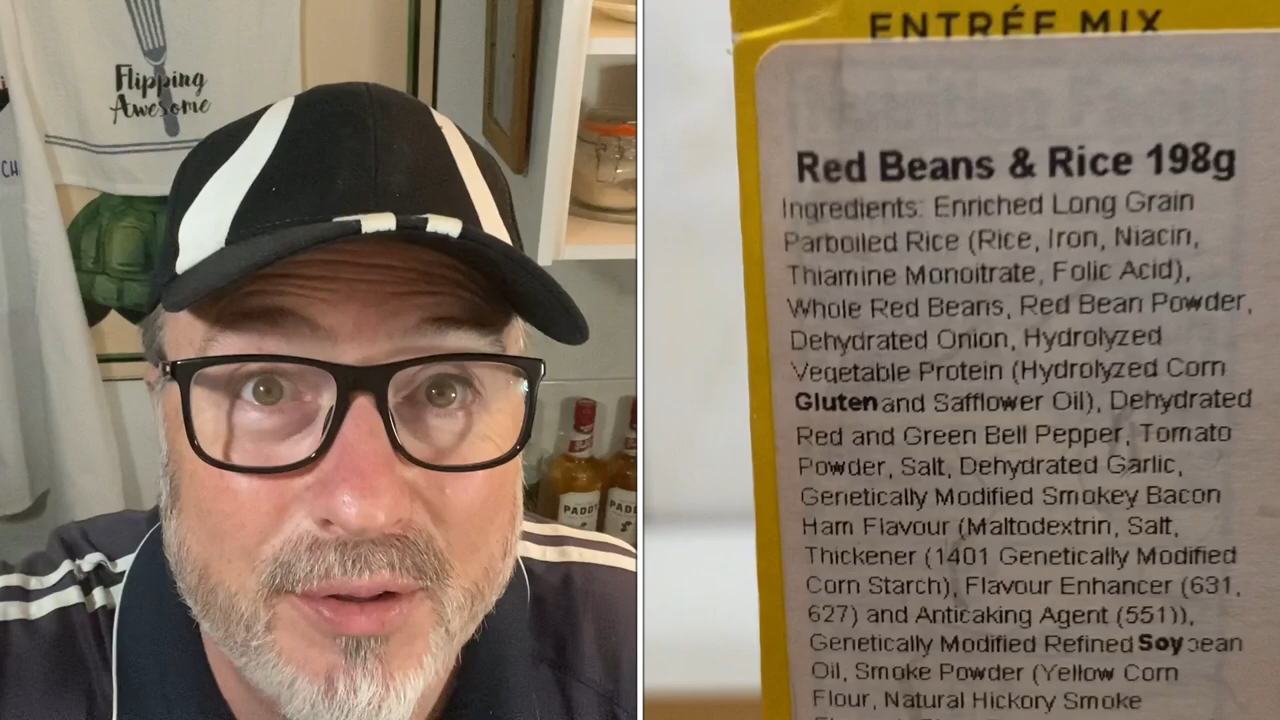 Flipping
Awesome
CH
PADDY
PADD
ENTRÉE MIX
Red Beans & Rice 198g
Ingredients: Enriched Long Grain
Parboiled Rice (Rice, Iron, Niacin,
Thiamine Monoitrate, Folic Acid),
Whole Red Beans, Red Bean Powder,
Dehydrated Onion, Hydrolyzed
Vegetable Protein (Hydrolyzed Corn
Gluten and Safflower Oil), Dehydrated
Red and Green Bell Pepper, Tomato
Powder, Salt, Dehydrated Garlic,
Genetically Modified Smokey Bacon
Ham Flavour (Maltodextrin, Salt,
Thickener (1401 Genetically Modified
Corn Starch), Flavour Enhancer (631,
627) and Anticaking Agent (551)),
Genetically Modified Refined Soybean
Oil, Smoke Powder (Yellow Corn
Flour, Natural Hickory Smoke